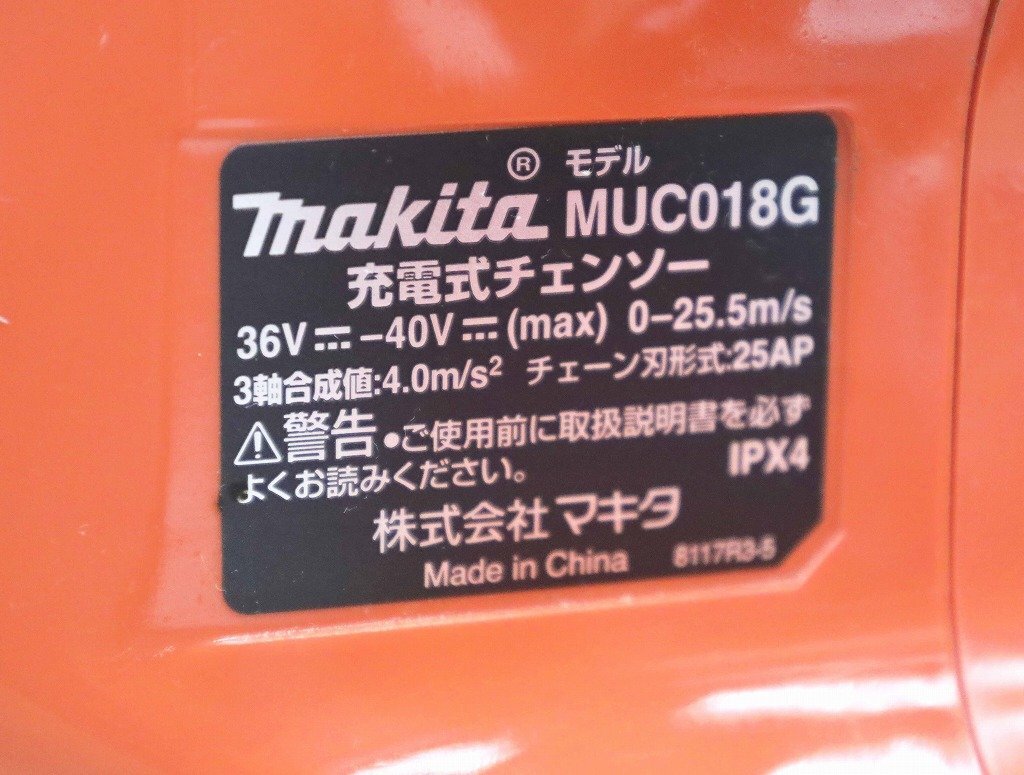 makita® モデル MUC018G
充電式チェンソー
36V⎓–40V⎓(max) 0–25.5m/s
3軸合成値:4.0m/s² チェーン刃形式:25AP
⚠警告 ●ご使用前に取扱説明書を必ず
よくお読みください。 IPX4
株式会社マキタ
Made in China 8117R3-5